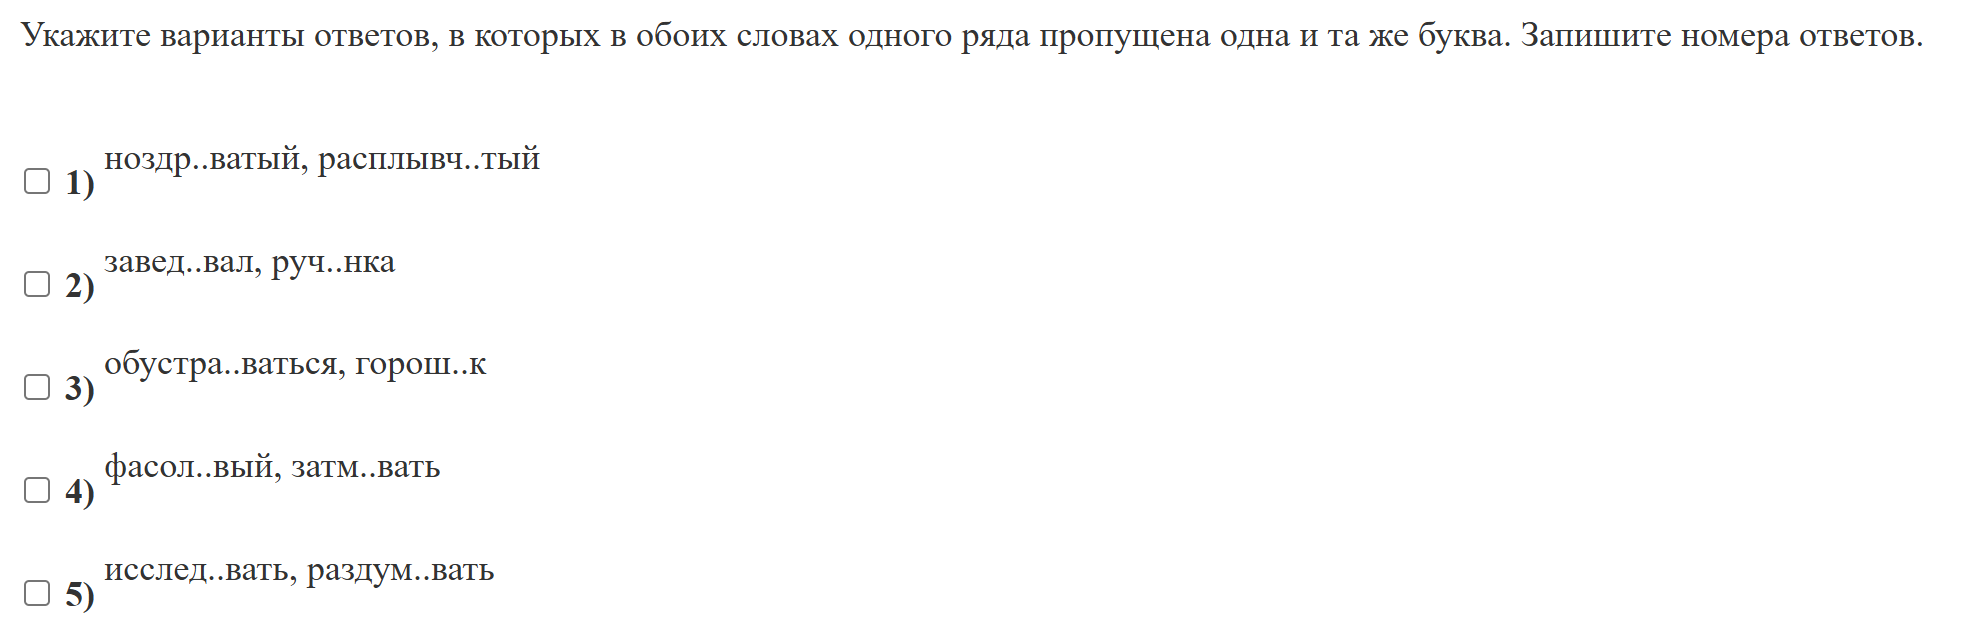 Укажите варианты ответов, в которых в обоих словах одного ряда пропущена одна и та же буква. Запишите номера ответов.
1) ноздр..ватый, расплывч..тый
2) завед..вал, руч..нка
3) обустра..ваться, горош..к
4) фасол..вый, затм..вать
5) исслед..вать, раздум..вать